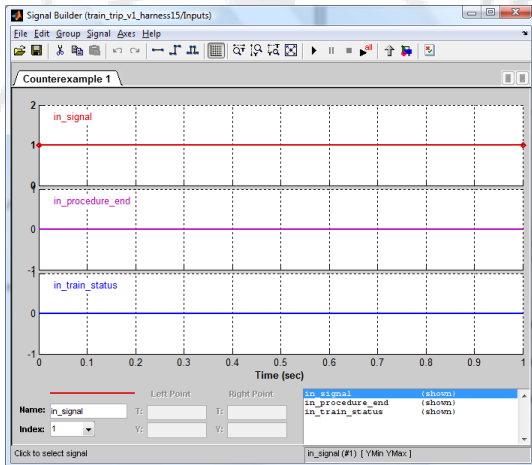 Signal Builder (train_trip_v1_harness15/Inputs)
File Edit Group Signal Axes Help
all
Counterexample 1
2
in_signal
1
0
1
in_procedure_end
0
-1
1
in_train_status
0
-1
0 0.1 0.2 0.3 0.4 0.5 0.6 0.7 0.8 0.9 1
Time (sec)
Left Point Right Point
Name: in_signal T: T:
Index: 1 Y: Y:
in_signal (shown)
in_procedure_end (shown)
in_train_status (shown)
Click to select signal in_signal (#1) [ YMin YMax ]